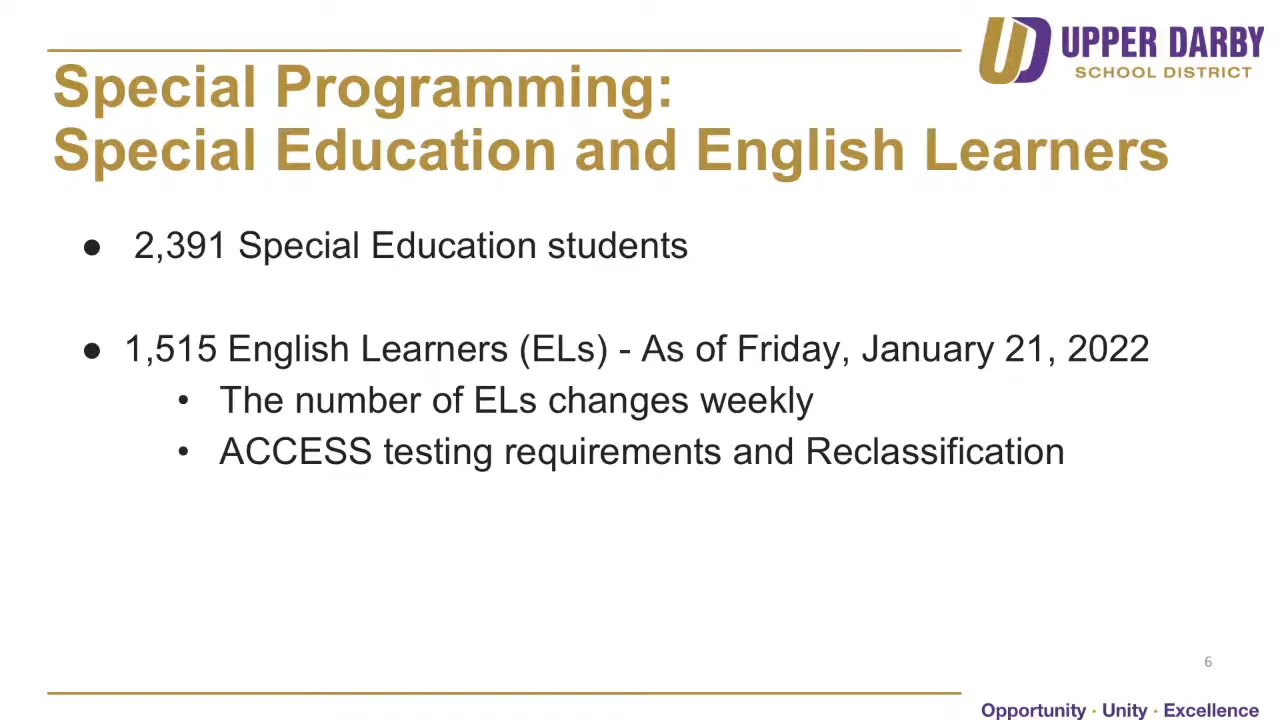 UD UPPER DARBY
SCHOOL DISTRICT
Special Programming:
Special Education and English Learners
● 2,391 Special Education students
● 1,515 English Learners (ELs) - As of Friday, January 21, 2022
• The number of ELs changes weekly
• ACCESS testing requirements and Reclassification
6
Opportunity · Unity · Excellence